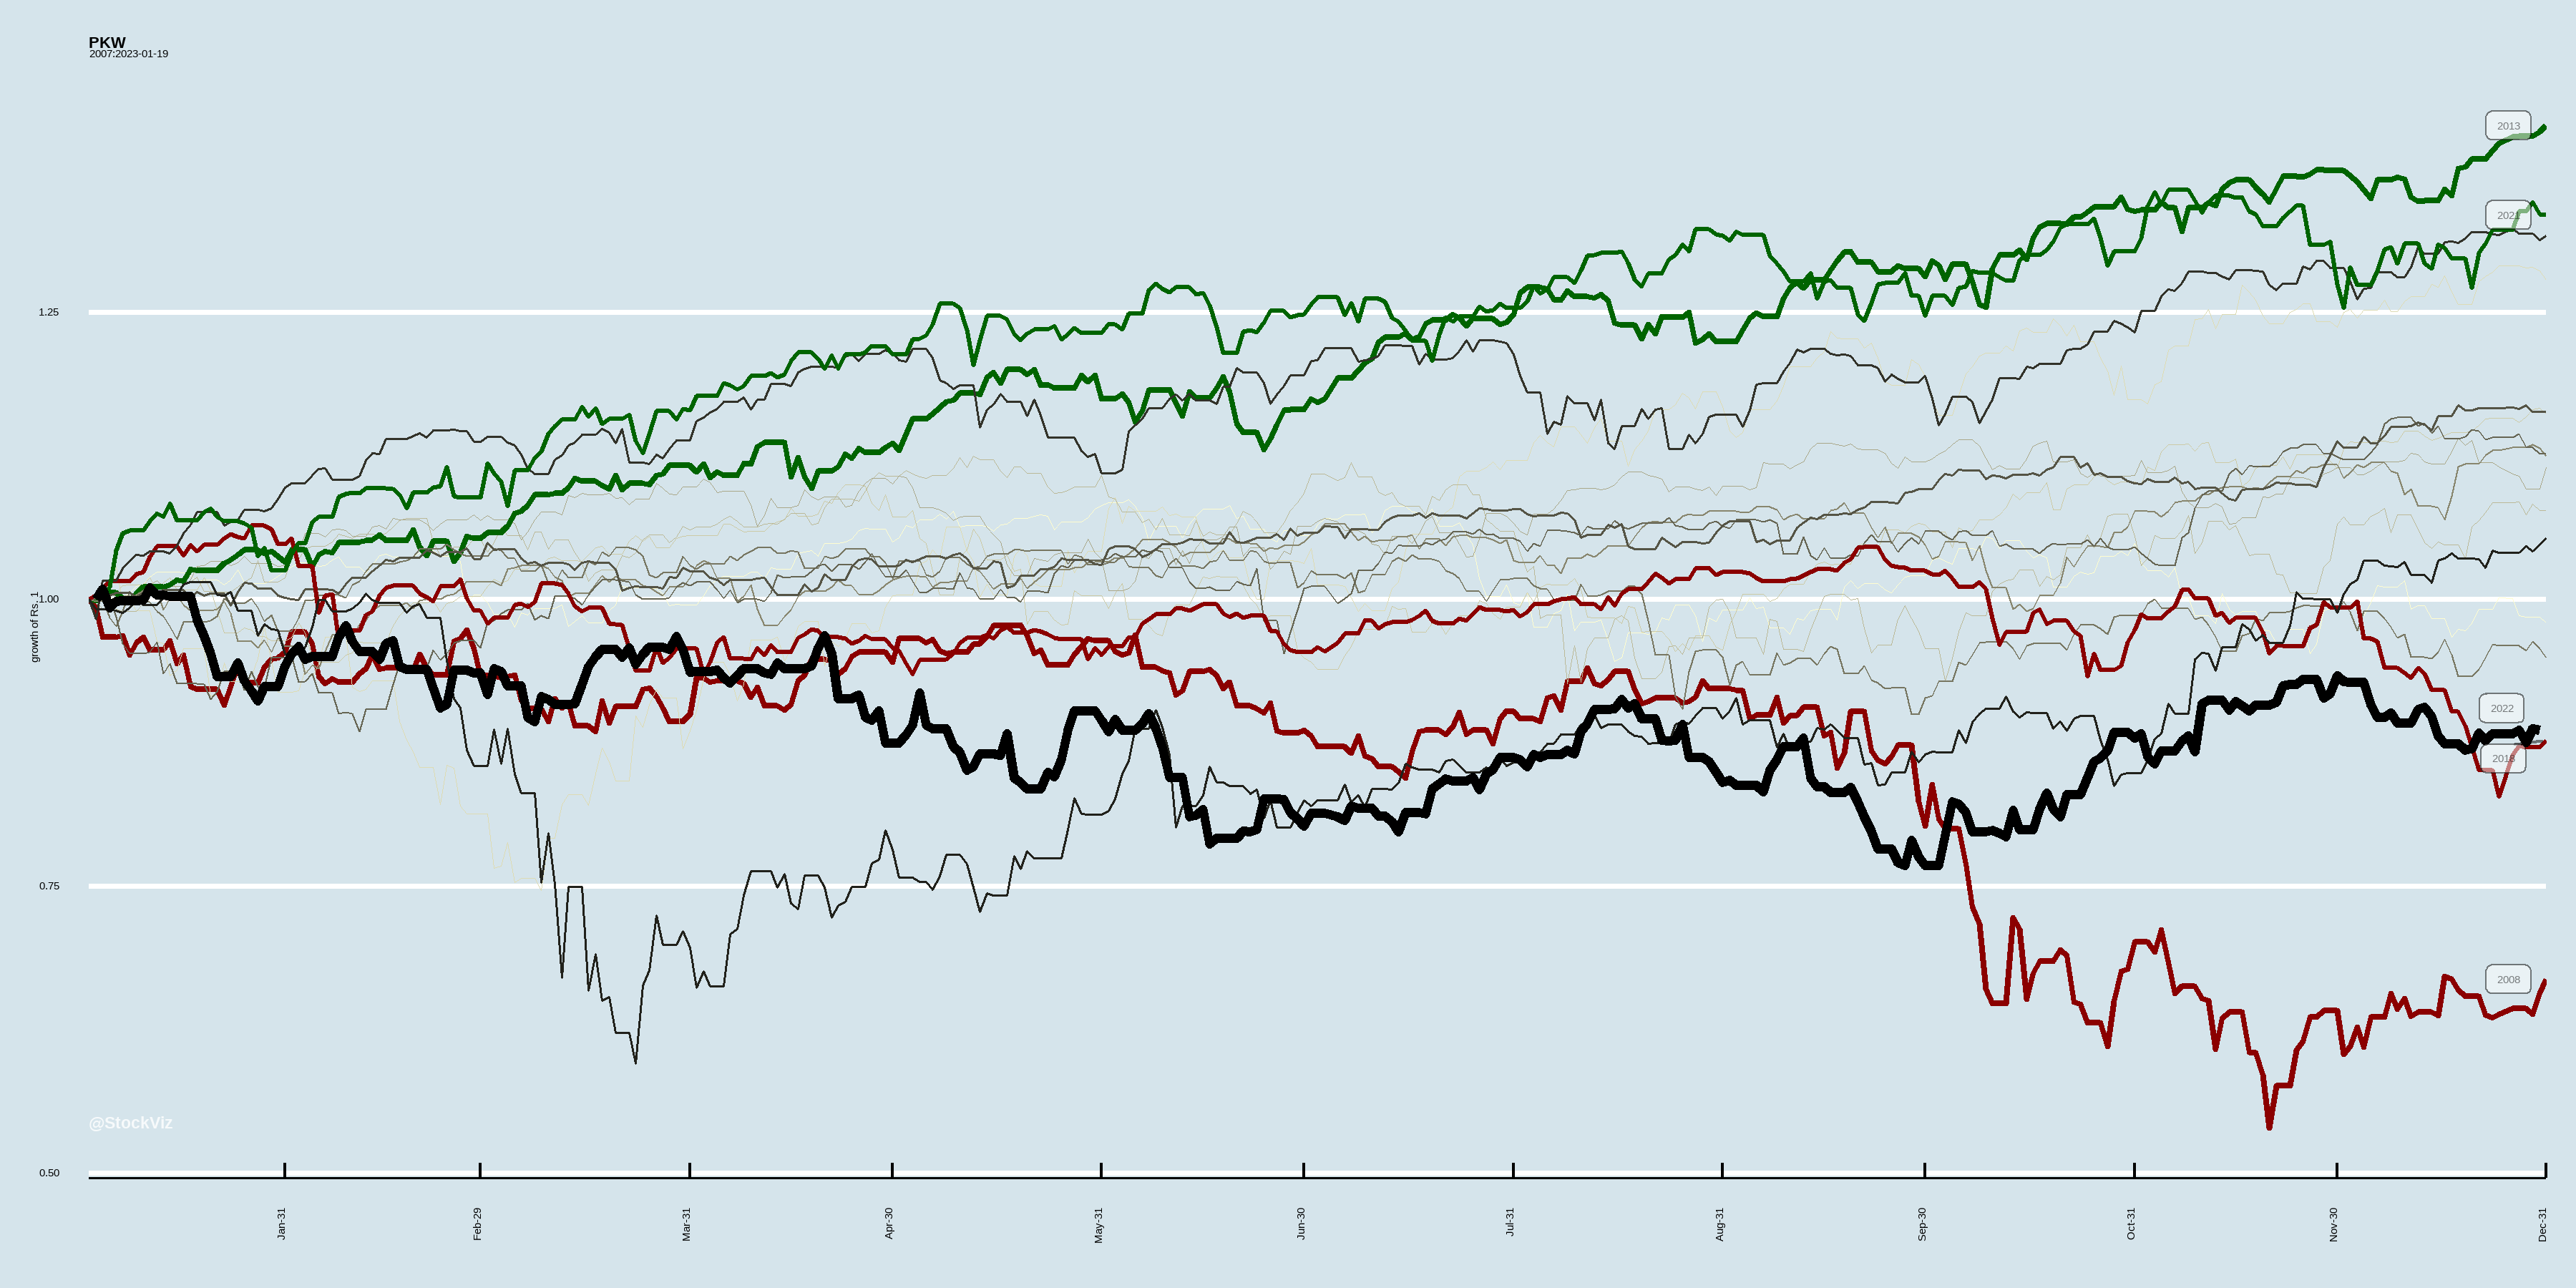 PKW
2007:2023-01-19
2013
2021
1.25
1.00
growth of Rs. 1
2022
2018
0.75
2008
@StockViz
0.50
Jan-31
Feb-29
Mar-31
Apr-30
May-31
Jun-30
Jul-31
Aug-31
Sep-30
Oct-31
Nov-30
Dec-31